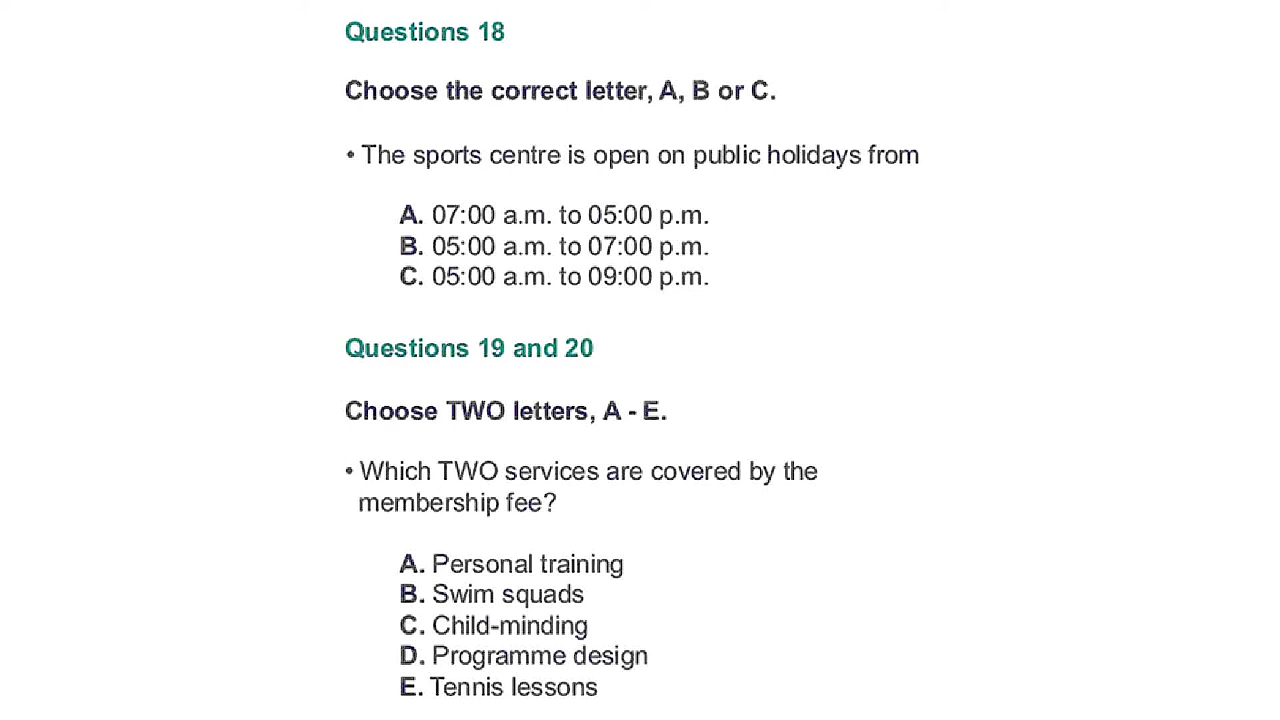 Questions 18
Choose the correct letter, A, B or C.
• The sports centre is open on public holidays from
A. 07:00 a.m. to 05:00 p.m.
B. 05:00 a.m. to 07:00 p.m.
C. 05:00 a.m. to 09:00 p.m.
Questions 19 and 20
Choose TWO letters, A - E.
• Which TWO services are covered by the
membership fee?
A. Personal training
B. Swim squads
C. Child-minding
D. Programme design
E. Tennis lessons